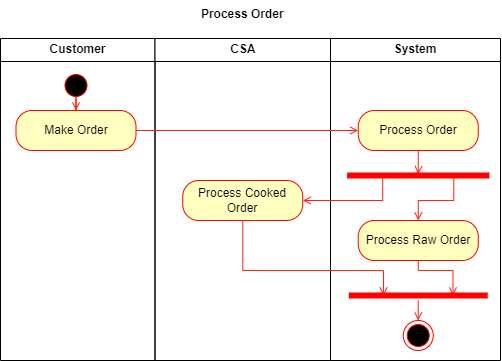 Process Order
Customer
CSA
System
Make Order
Process Order
Process Cooked
Order
Process Raw Order